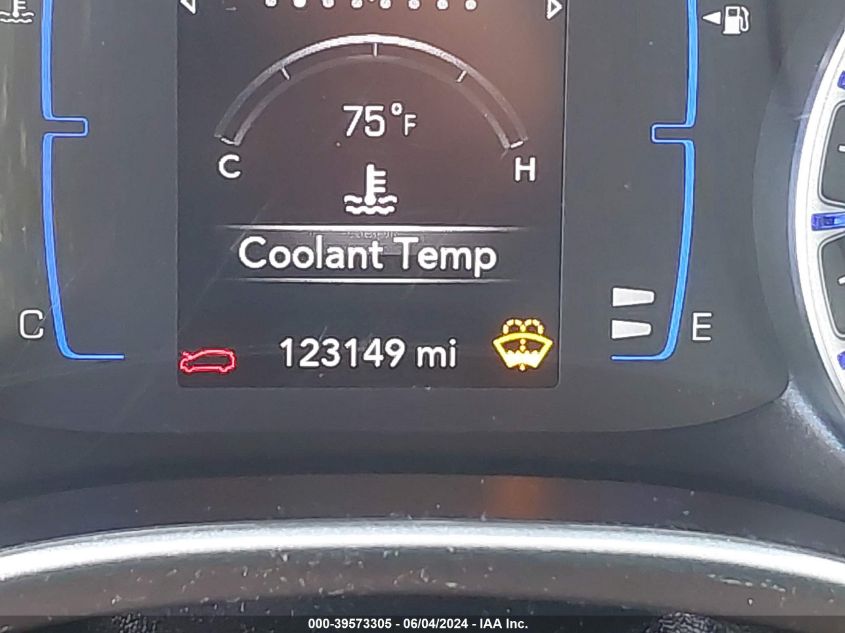 75°F
C H
Coolant Temp
C E
123149 mi
000-39573305 - 06/04/2024 - IAA Inc.